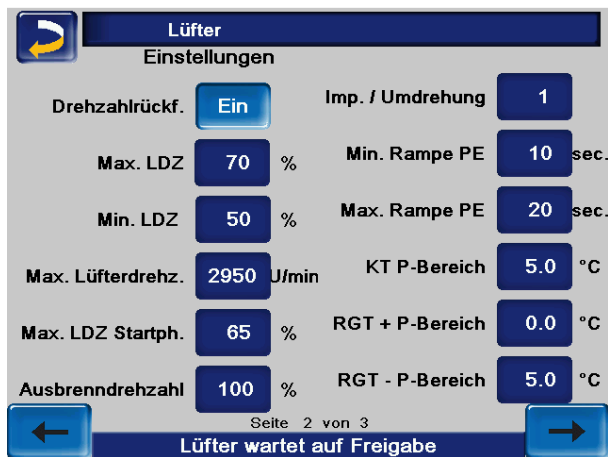 Lüfter
Einstellungen
Drehzahlrückf. Ein
Max. LDZ 70 %
Min. LDZ 50 %
Max. Lüfterdrehz. 2950 U/min
Max. LDZ Startph. 65 %
Ausbrenndrehzahl 100 %
Imp. / Umdrehung 1
Min. Rampe PE 10 sec.
Max. Rampe PE 20 sec.
KT P-Bereich 5.0 °C
RGT + P-Bereich 0.0 °C
RGT - P-Bereich 5.0 °C
Seite 2 von 3
Lüfter wartet auf Freigabe